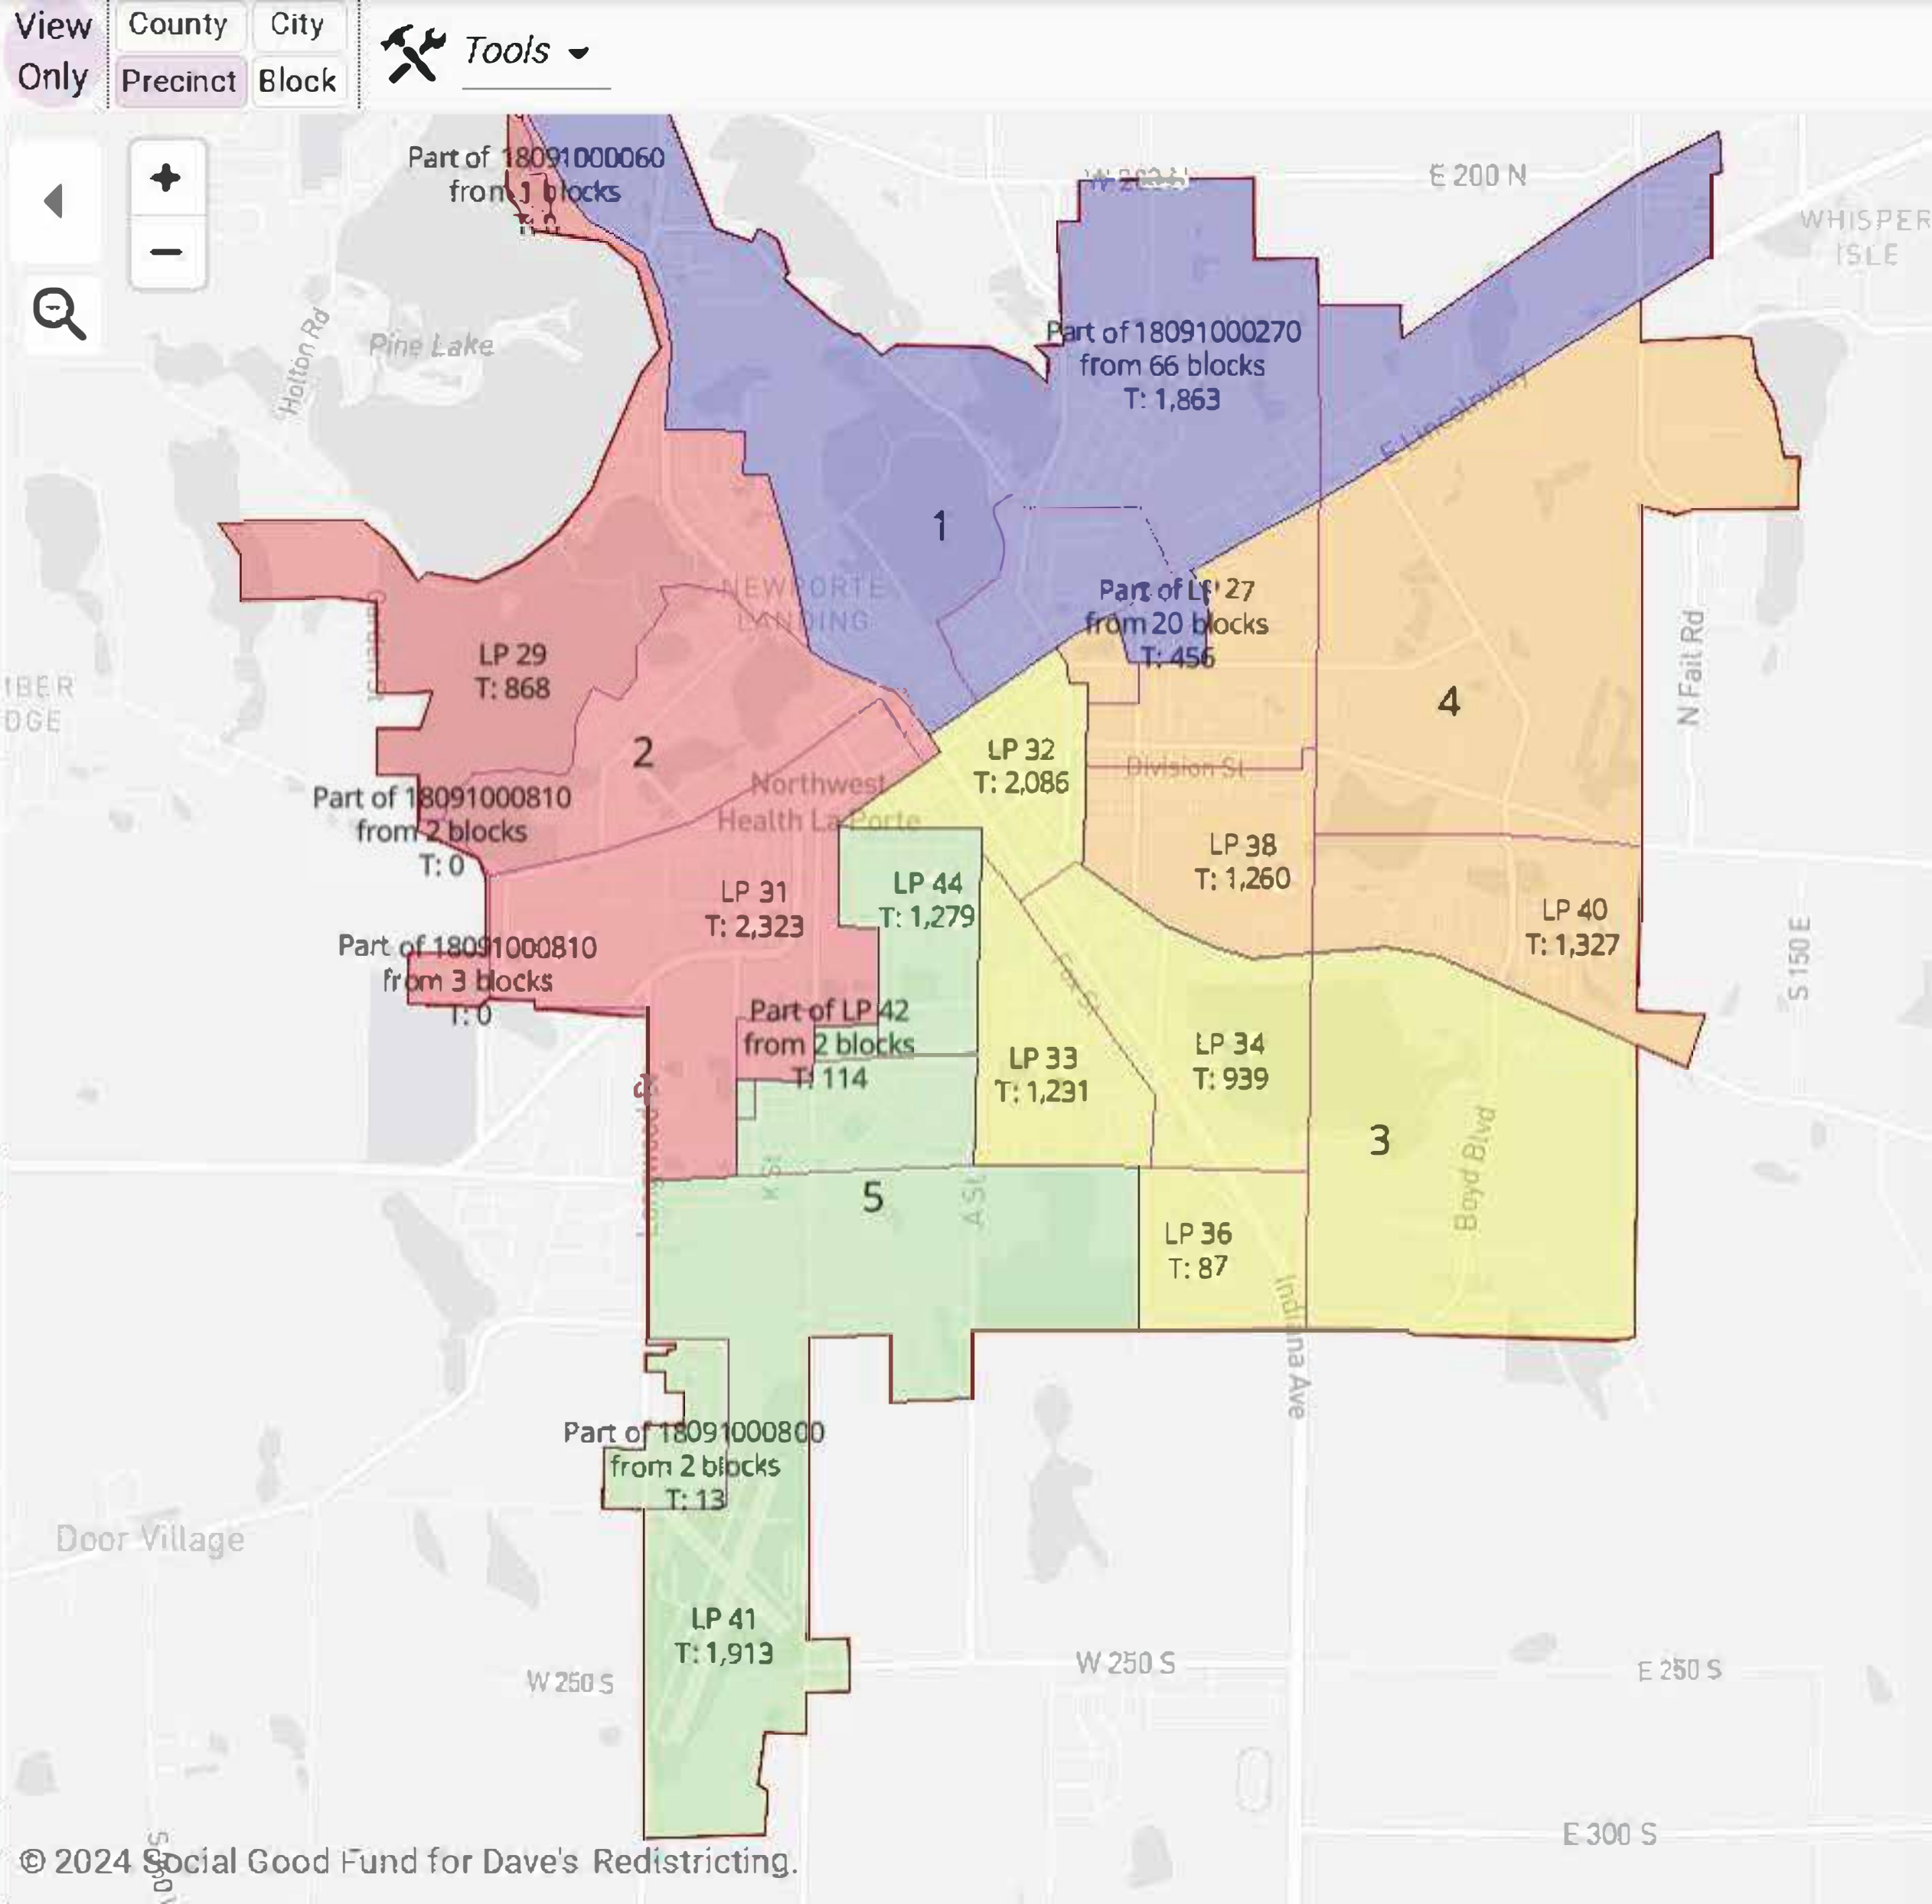 View
Only
County
City
Precinct
Block
Tools
Part of 18091000060
from 1 blocks
W 200 N
E 200 N
WHISPER
ISLE
Holton Rd
Pine Lake
Part of 18091000270
from 66 blocks
T: 1,863
E Lincolnway
1
NEWPORTE
LANDING
Part of LP 27
from 20 blocks
T: 456
LP 29
T: 868
N Fail Rd
IBER
DGE
4
2
LP 32
T: 2,086
Division St
Northwest
Health La Porte
Part of 18091000810
from 2 blocks
T: 0
LP 38
T: 1,260
LP 44
T: 1,279
LP 31
T: 2,323
LP 40
T: 1,327
Part of 18091000810
from 3 blocks
T: 0
S 150 E
Part of LP 42
from 2 blocks
T: 114
LP 33
T: 1,231
LP 34
T: 939
3
Boyd Blvd
K St
5
A St
LP 36
T: 87
Indiana Ave
Part of 18091000800
from 2 blocks
T: 13
Door Village
LP 41
T: 1,913
W 250 S
W 250 S
E 250 S
E 300 S
© 2024 Social Good Fund for Dave's Redistricting.